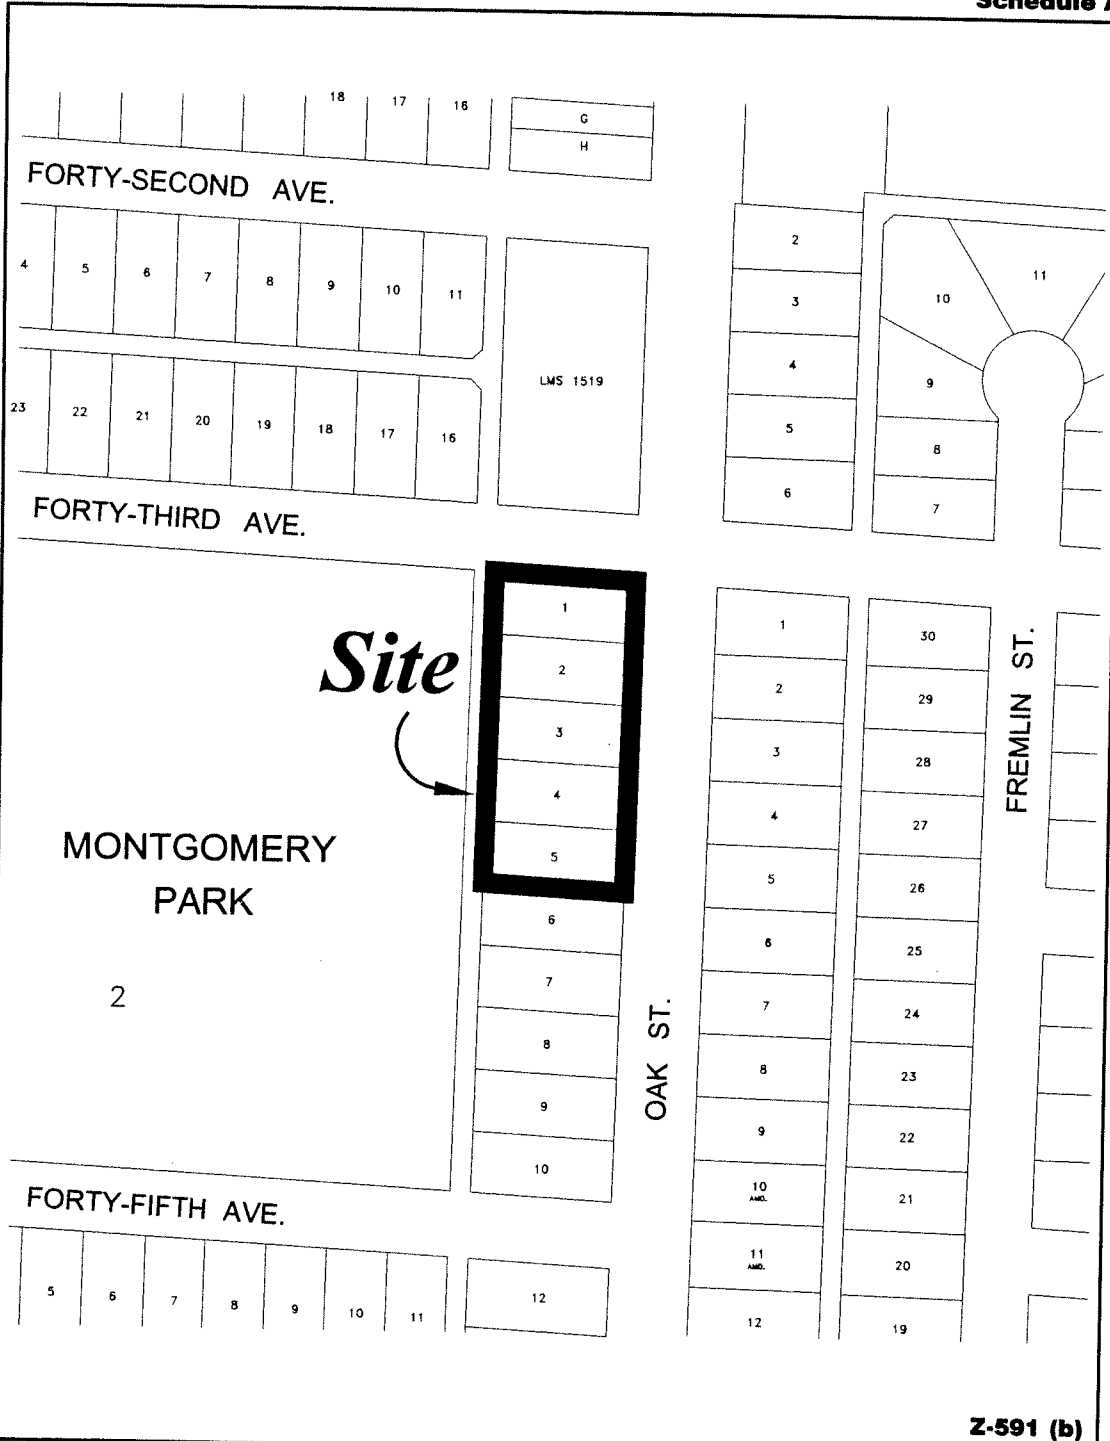 Schedule A
18 17 16 G
H
FORTY-SECOND AVE.
4 5 6 7 8 9 10 11
LMS 1519
2
3
4
5
6
10 11
9
8
7
23 22 21 20 19 18 17 16
FORTY-THIRD AVE.
Site
1
2
3
4
5
6
7
8
9
10
MONTGOMERY
PARK
2
OAK ST.
1
2
3
4
5
6
7
8
9
10
AMD.
11
AMD.
12
30
29
28
27
26
25
24
23
22
21
20
19
FREMLIN ST.
FORTY-FIFTH AVE.
5 6 7 8 9 10 11
12
Z-591 (b)